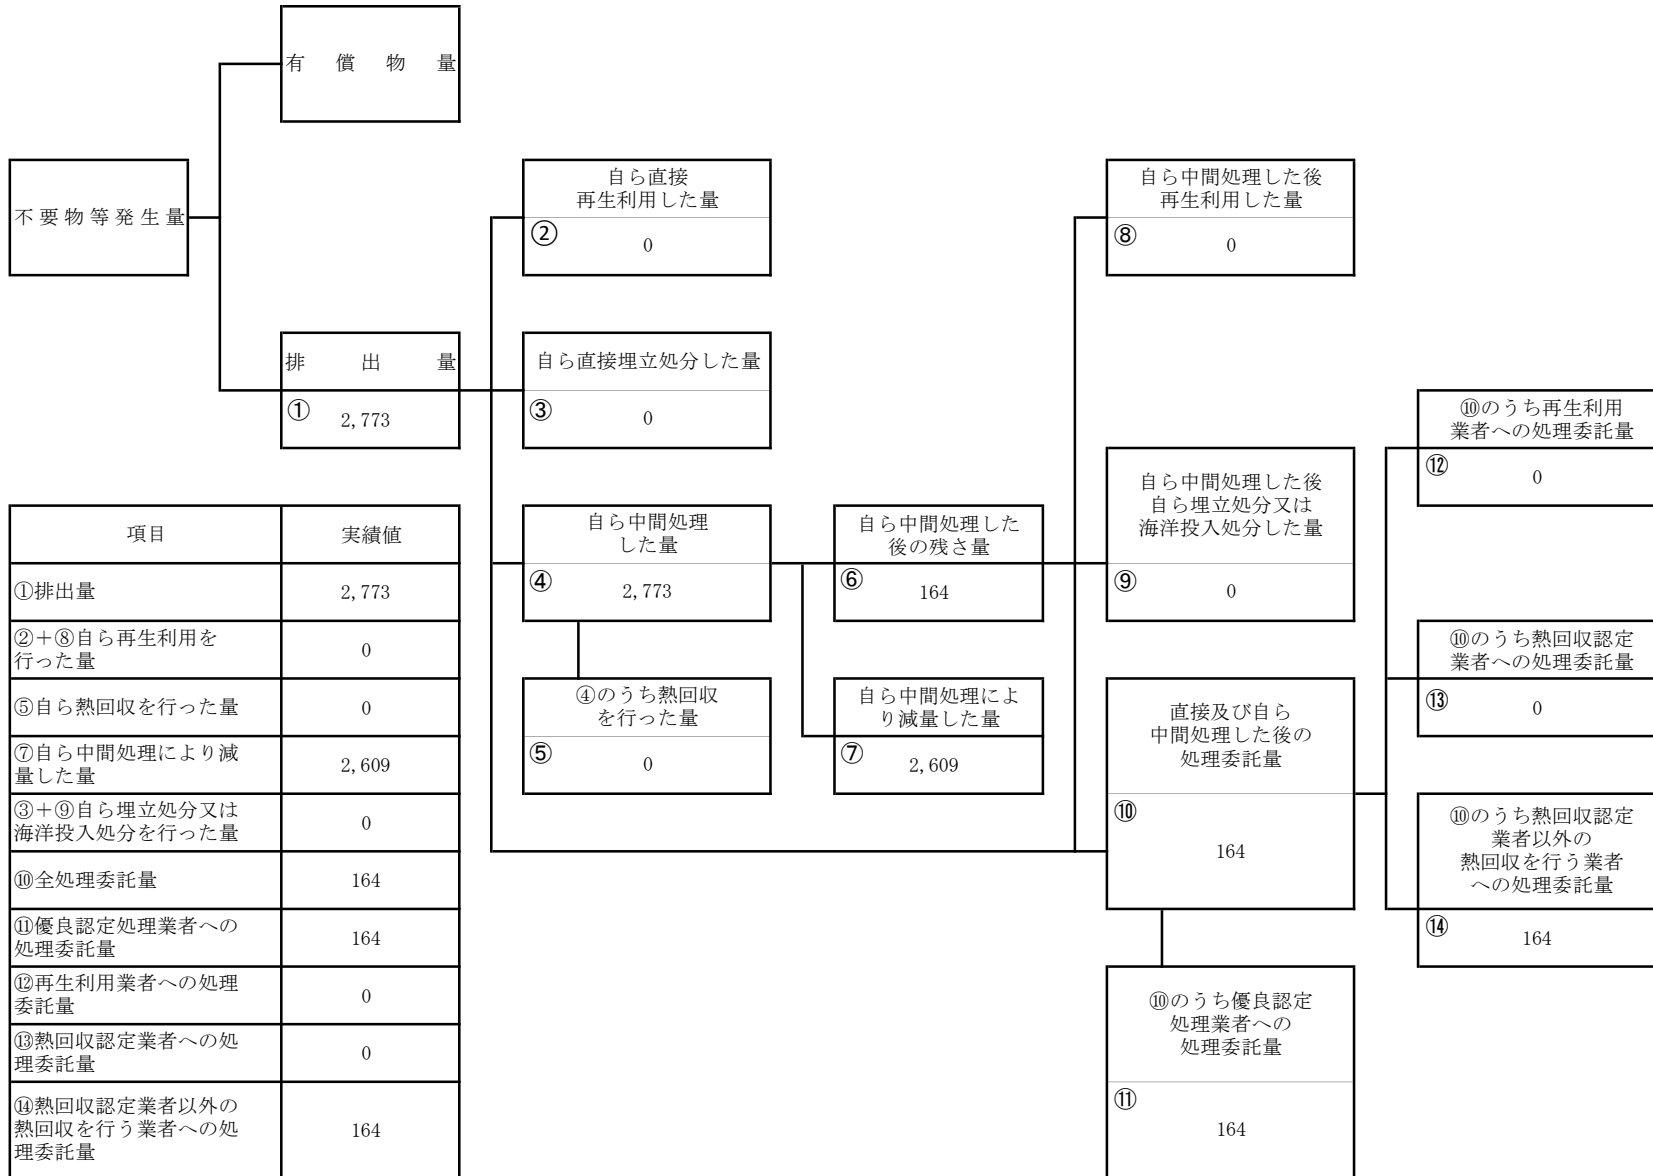 有償物量
不要物等発生量
自ら直接
再生利用した量
②
0
自ら中間処理した後
再生利用した量
⑧
0
排出量
①
2,773
自ら直接埋立処分した量
③
0
⑩のうち再生利用
業者への処理委託量
⑫
0
自ら中間処理
した量
④
2,773
自ら中間処理した
後の残さ量
⑥
164
自ら中間処理した後
自ら埋立処分又は
海洋投入処分した量
⑨
0
⑩のうち熱回収認定
業者への処理委託量
⑬
0
④のうち熱回収
を行った量
⑤
0
自ら中間処理によ
り減量した量
⑦
2,609
直接及び自ら
中間処理した後の
処理委託量
⑩
164
⑩のうち熱回収認定
業者以外の
熱回収を行う業者
への処理委託量
⑭
164
⑩のうち優良認定
処理業者への
処理委託量
⑪
164
項目 実績値
①排出量 2,773
②+⑧自ら再生利用を
行った量 0
⑤自ら熱回収を行った量 0
⑦自ら中間処理により減
量した量 2,609
③+⑨自ら埋立処分又は
海洋投入処分を行った量 0
⑩全処理委託量 164
⑪優良認定処理業者への
処理委託量 164
⑫再生利用業者への処理
委託量 0
⑬熱回収認定業者への処
理委託量 0
⑭熱回収認定業者以外の
熱回収を行う業者への処
理委託量 164